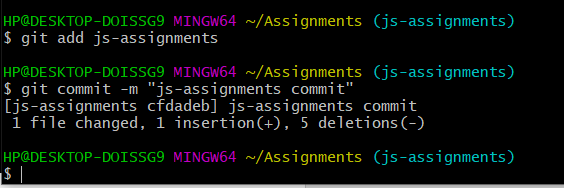 HP@DESKTOP-DOISSG9 MINGW64 ~/Assignments (js-assignments)
$ git add js-assignments
HP@DESKTOP-DOISSG9 MINGW64 ~/Assignments (js-assignments)
$ git commit -m "js-assignments commit"
[js-assignments cfdadeb] js-assignments commit
 1 file changed, 1 insertion(+), 5 deletions(-)
HP@DESKTOP-DOISSG9 MINGW64 ~/Assignments (js-assignments)
$